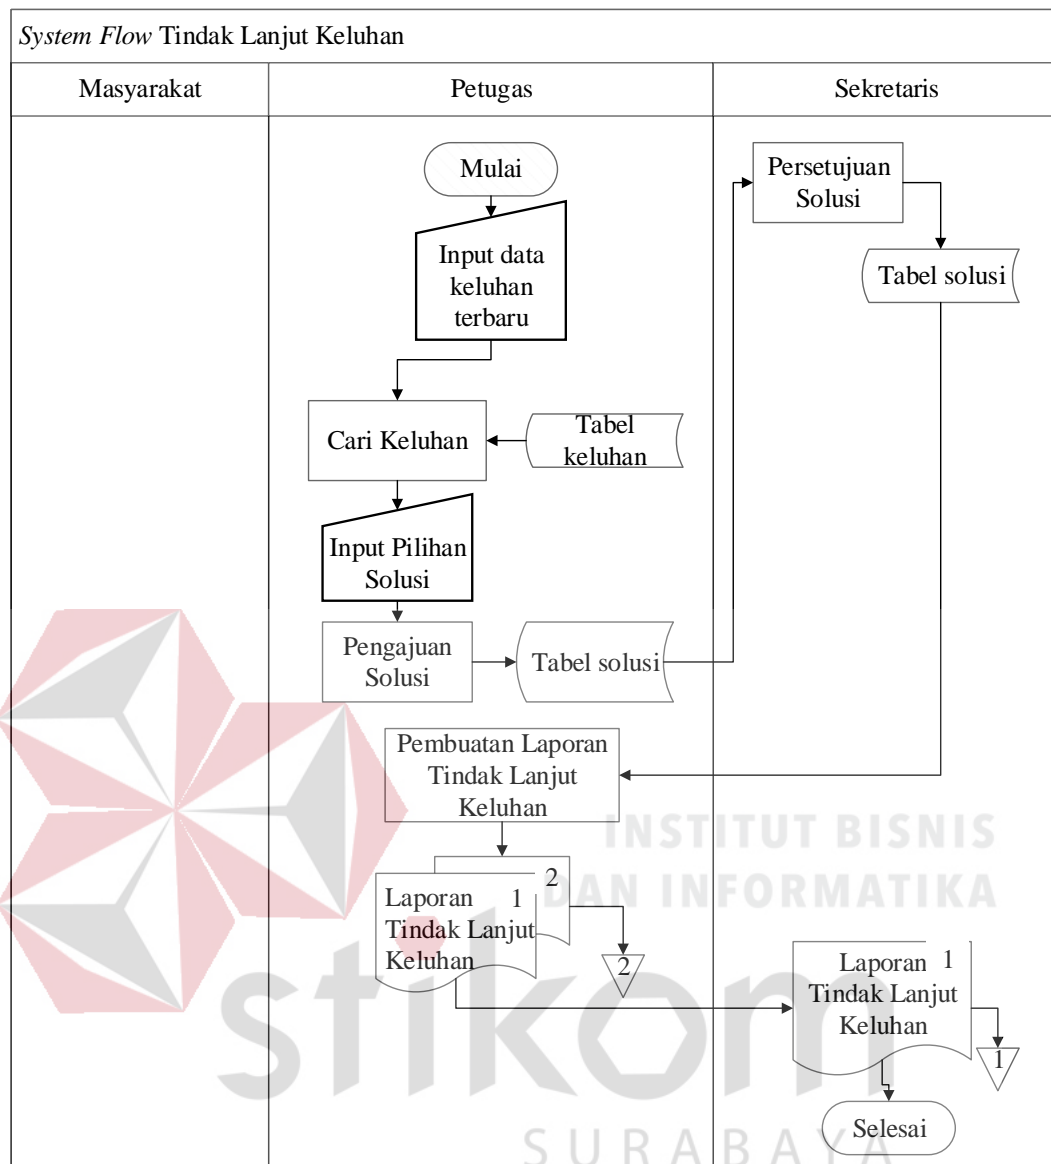 System Flow Tindak Lanjut Keluhan
Masyarakat
Petugas
Sekretaris
Mulai
Input data
keluhan
terbaru
Cari Keluhan
Tabel
keluhan
Input Pilihan
Solusi
Pengajuan
Solusi
Tabel solusi
Persetujuan
Solusi
Tabel solusi
Pembuatan Laporan
Tindak Lanjut
Keluhan
2
Laporan 1
Tindak Lanjut
Keluhan
2
Laporan 1
Tindak Lanjut
Keluhan
1
Selesai
INSTITUT BISNIS
DAN INFORMATIKA
stikom
SURABAYA